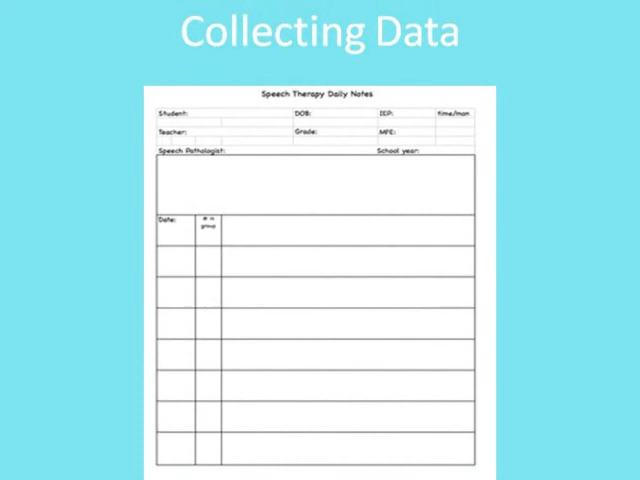 Collecting Data
Speech Therapy Daily Notes
Student: DOB: IEP: time/mon
Teacher: Grade: MFE:
Speech Pathologist: School year:
Date: # in
group